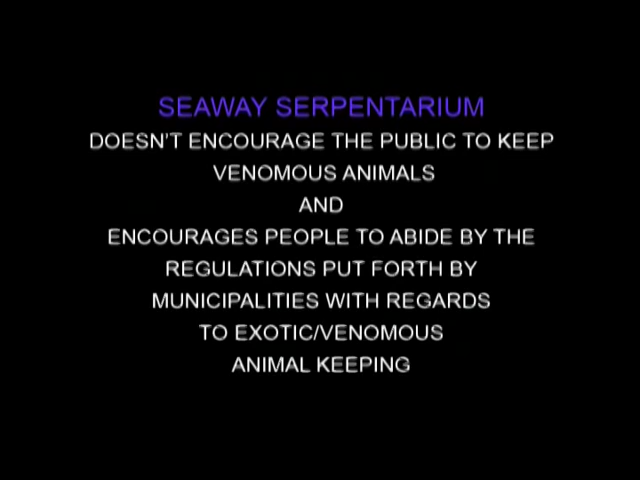 SEAWAY SERPENTARIUM
DOESN'T ENCOURAGE THE PUBLIC TO KEEP
VENOMOUS ANIMALS
AND
ENCOURAGES PEOPLE TO ABIDE BY THE
REGULATIONS PUT FORTH BY
MUNICIPALITIES WITH REGARDS
TO EXOTIC/VENOMOUS
ANIMAL KEEPING